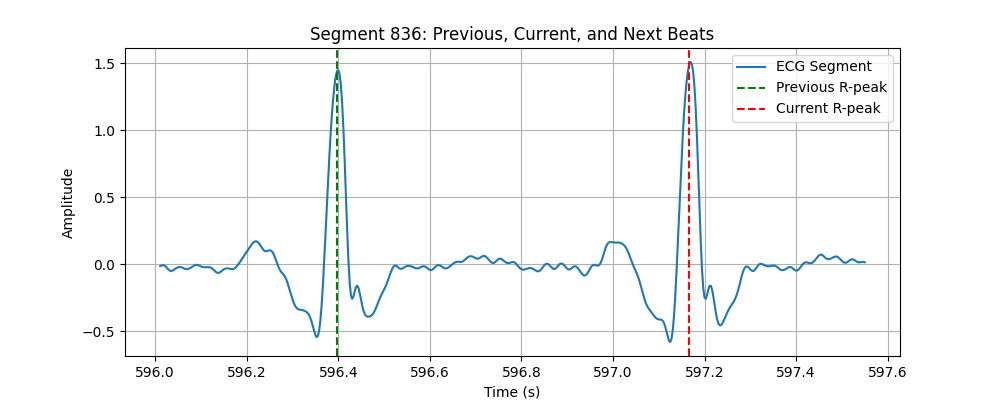 Segment 836: Previous, Current, and Next Beats
ECG Segment
Previous R-peak
Current R-peak
Amplitude
1.5
1.0
0.5
0.0
−0.5
596.0 596.2 596.4 596.6 596.8 597.0 597.2 597.4 597.6
Time (s)